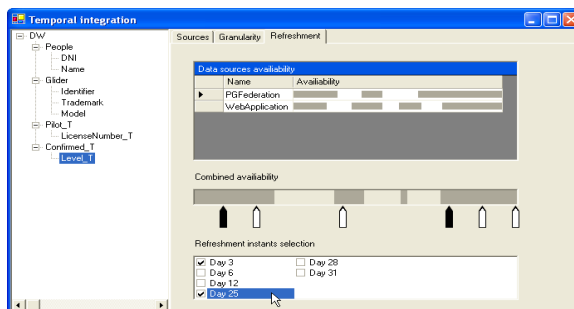 Temporal integration
DW
People
DNI
Name
Glider
Identifier
Trademark
Model
Pilot_T
LicenseNumber_T
Confirmed_T
Level_T
Sources Granularity Refreshment
Data sources availiability
Name Availiability
PGFederation
WebApplication
Combined availiability
Refreshment instants selection
Day 3 Day 28
Day 6 Day 31
Day 12
Day 25